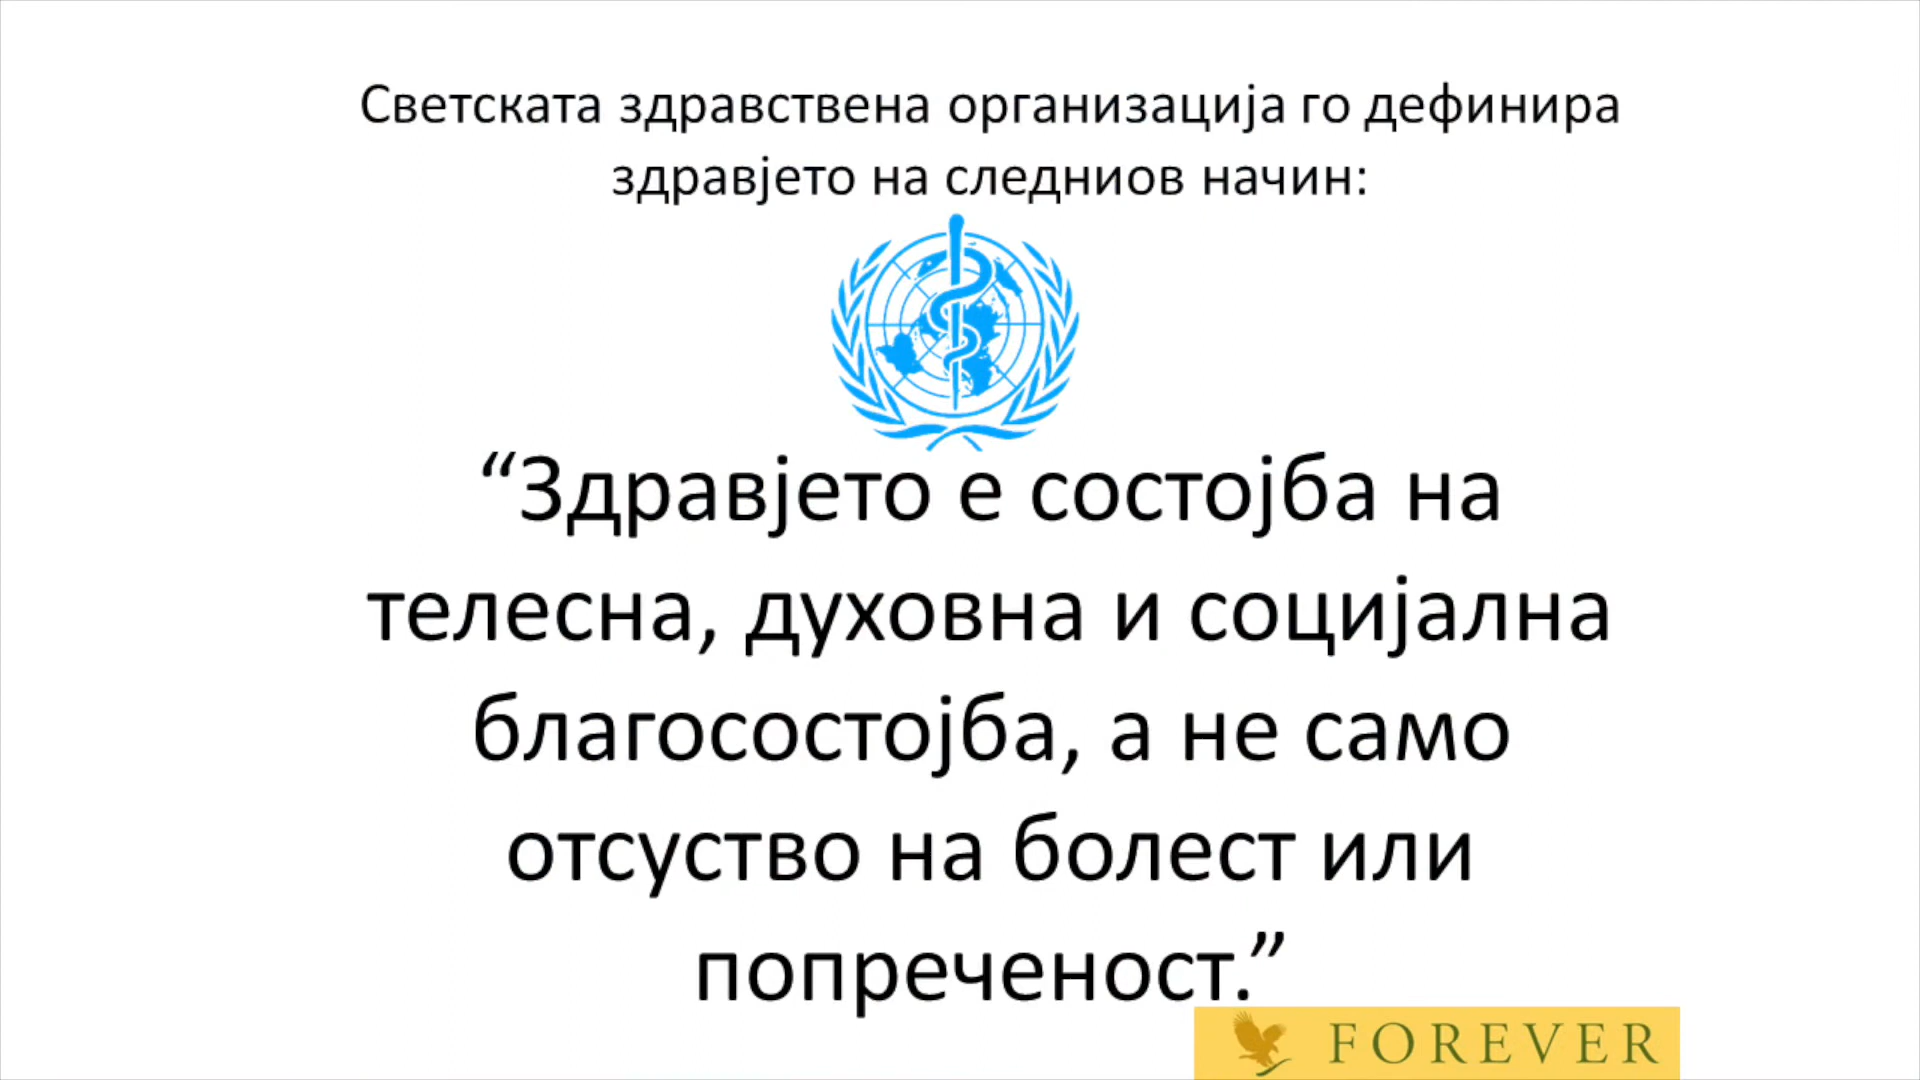 Светската здравствена организација го дефинира
здравјето на следниов начин:
“Здравјето е состојба на
телесна, духовна и социјална
благосостојба, а не само
отсуство на болест или
попреченост.”
FOREVER